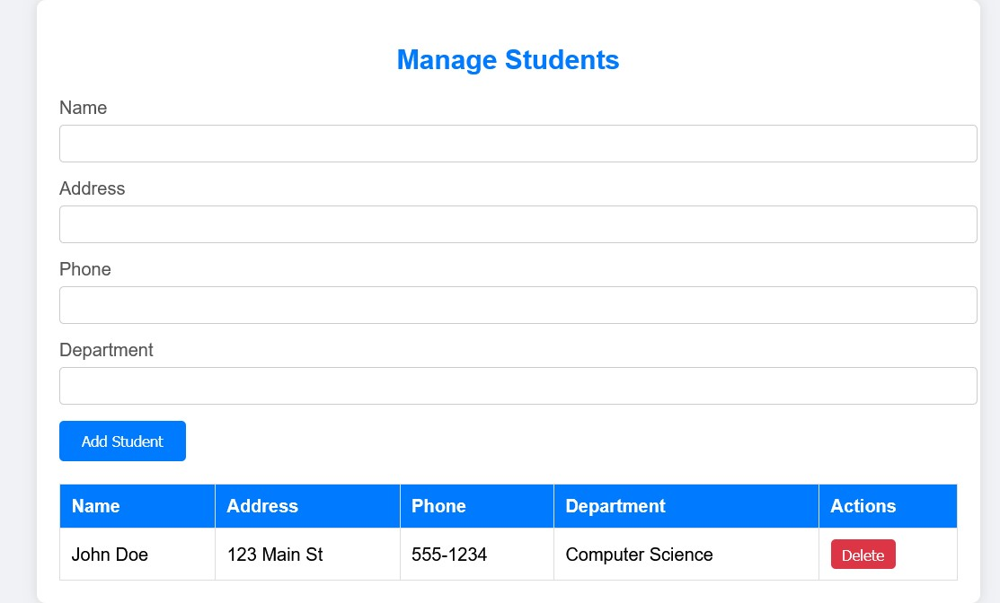 Manage Students
Name
Address
Phone
Department
Add Student
Name Address Phone Department Actions
John Doe 123 Main St 555-1234 Computer Science Delete